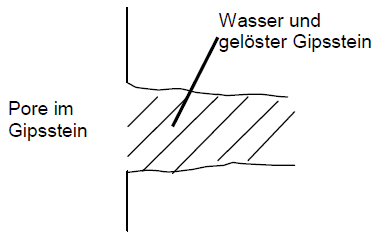 Wasser und
gelöster Gipsstein
Pore im
Gipsstein